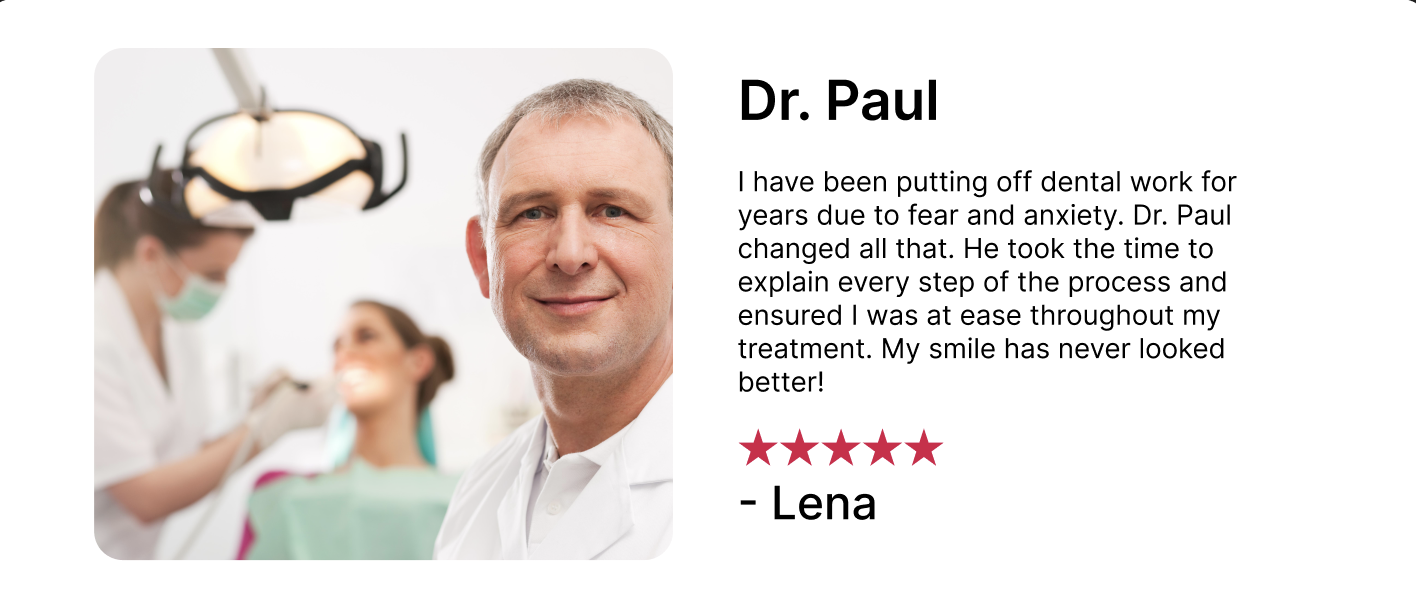 Dr. Paul
I have been putting off dental work for
years due to fear and anxiety. Dr. Paul
changed all that. He took the time to
explain every step of the process and
ensured I was at ease throughout my
treatment. My smile has never looked
better!
★★★★★
- Lena